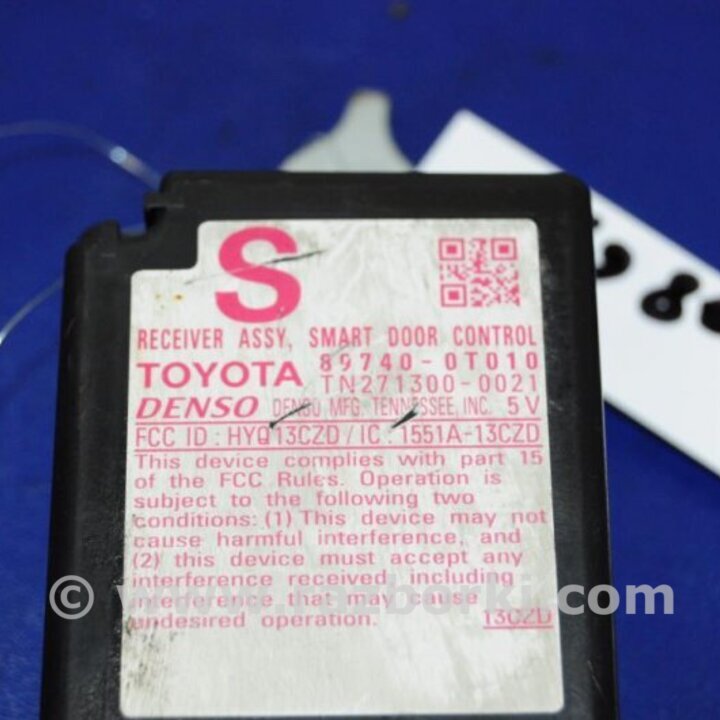 S
RECEIVER ASSY, SMART DOOR CONTROL
TOYOTA 89740-0T010
TN271300-0021
DENSO DENSO MFG. TENNESSEE, INC. 5V
FCC ID : HYQ13CZD / IC : 1551A-13CZD
This device complies with part 15
of the FCC Rules. Operation is
subject to the following two
conditions: (1) This device may not
cause harmful interference, and
(2) this device must accept any
interference received, including
interference that may cause
undesired operation. 13CZD
© www.razborki.com